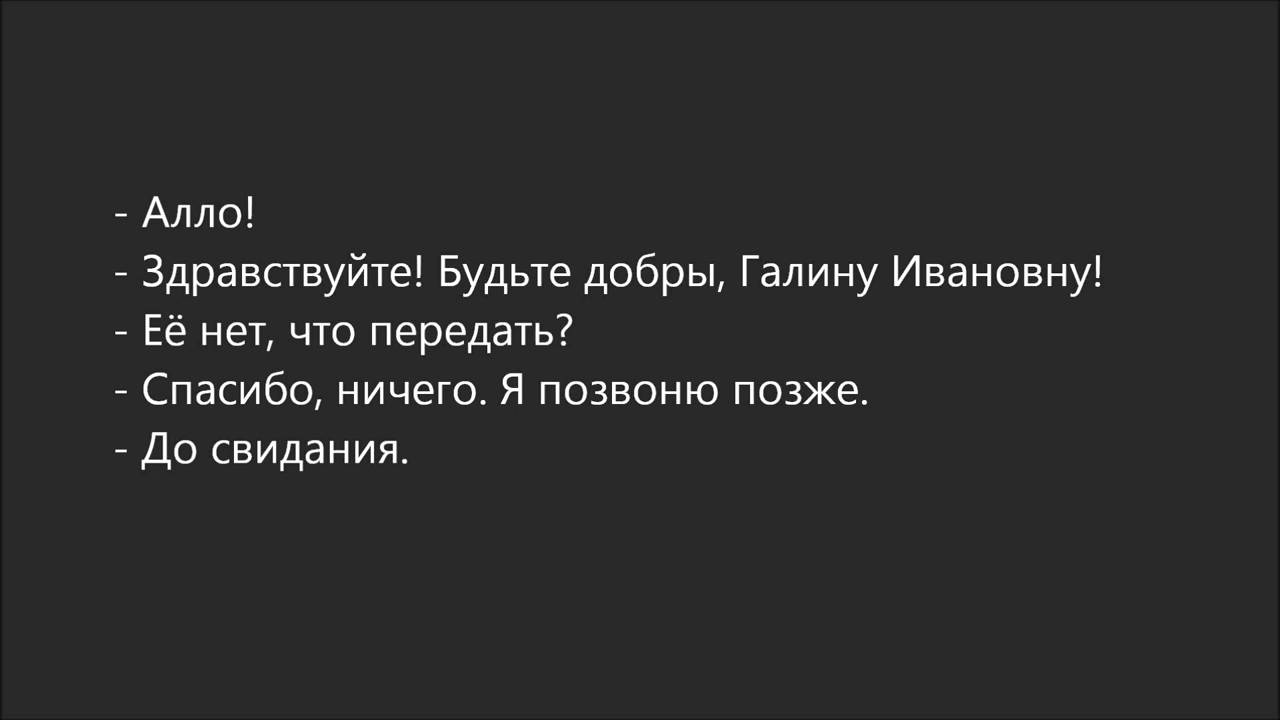 - Алло!
- Здравствуйте! Будьте добры, Галину Ивановну!
- Её нет, что передать?
- Спасибо, ничего. Я позвоню позже.
- До свидания.